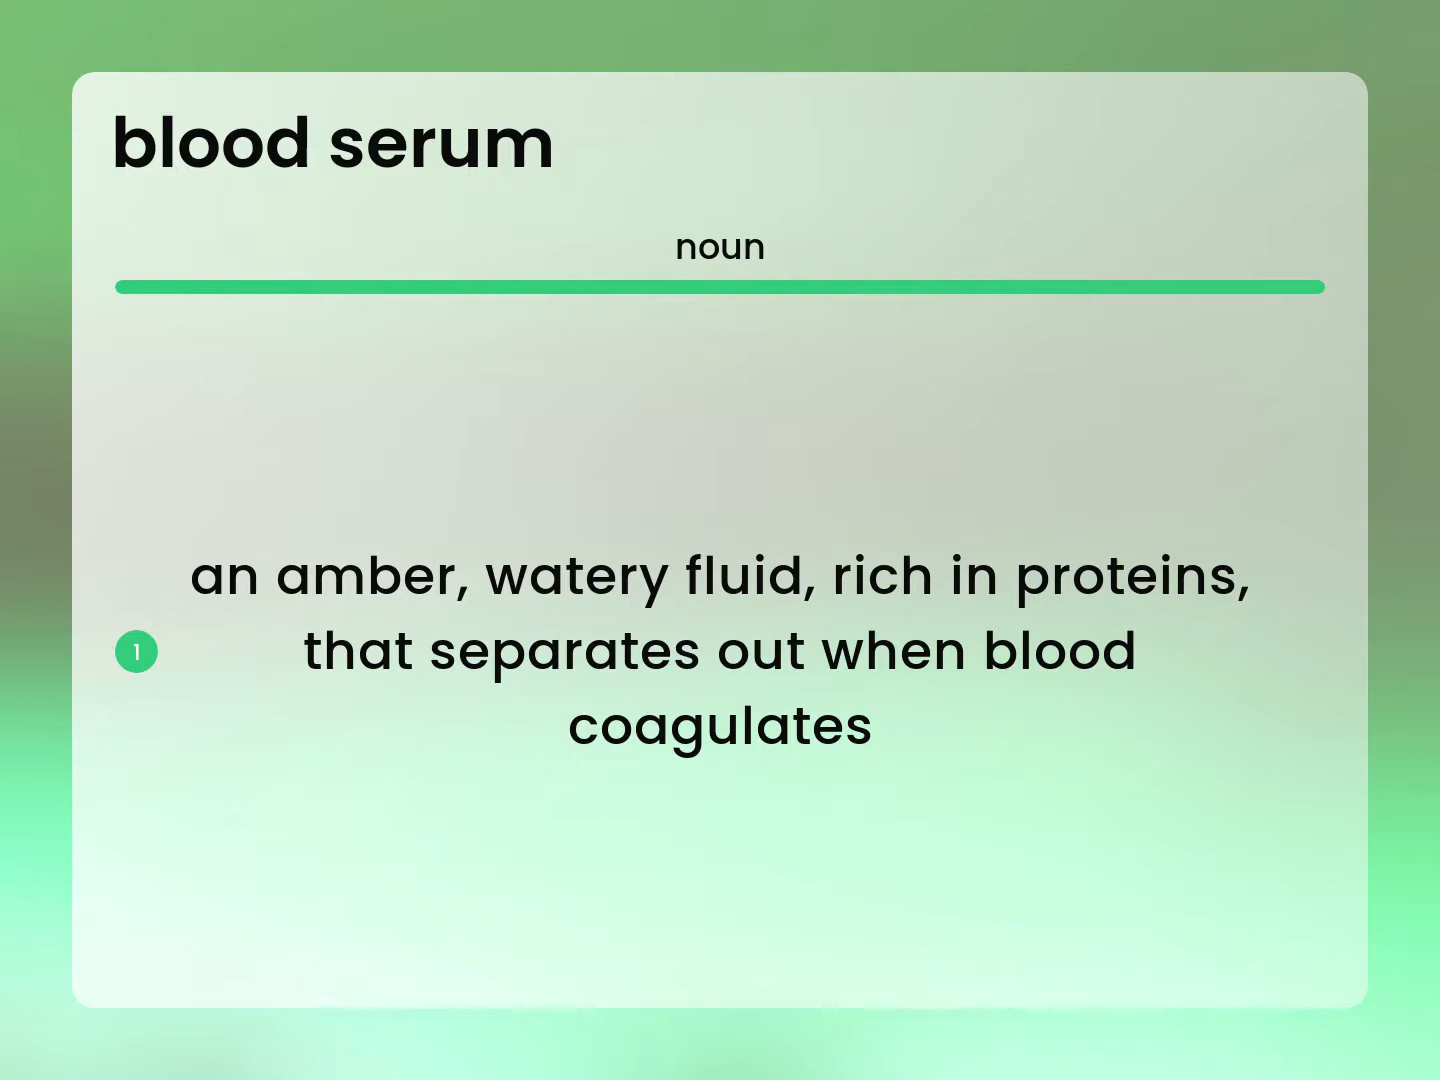 blood serum
noun
an amber, watery fluid, rich in proteins,
1 that separates out when blood
coagulates